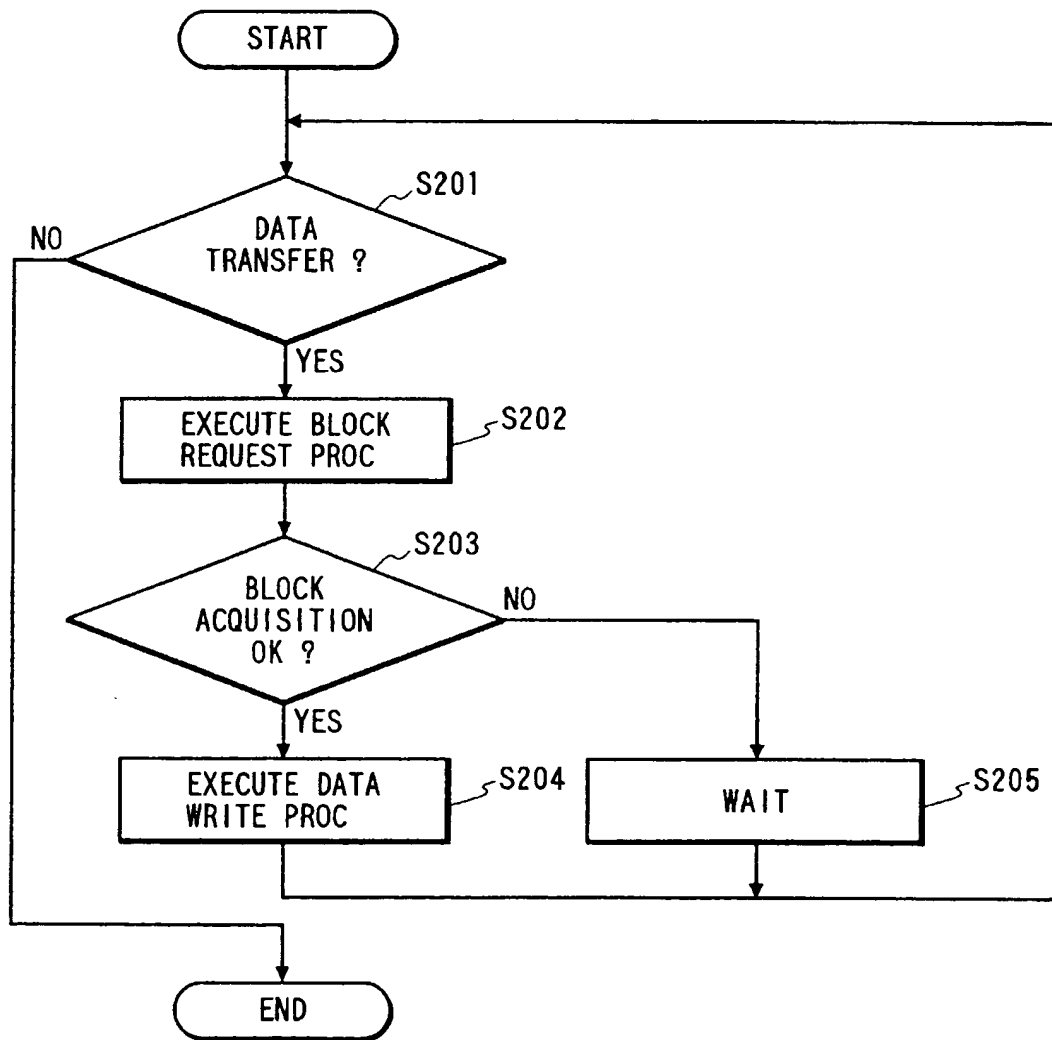 START
S201
NO
DATA
TRANSFER ?
YES
EXECUTE BLOCK
REQUEST PROC
S202
S203
BLOCK
ACQUISITION
OK ?
NO
YES
EXECUTE DATA
WRITE PROC
S204
WAIT
S205
END